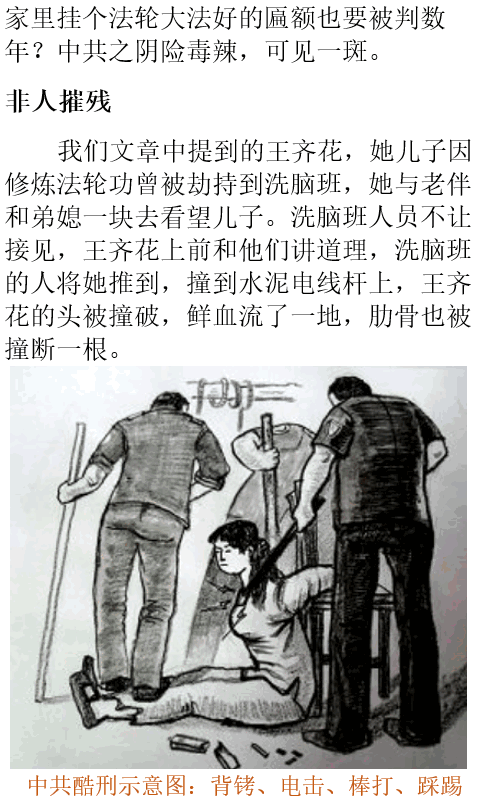 家里挂个法轮大法好的匾额也要被判数
年？中共之阴险毒辣，可见一斑。
非人摧残
我们文章中提到的王齐花，她儿子因
修炼法轮功曾被劫持到洗脑班，她与老伴
和弟媳一块去看望儿子。洗脑班人员不让
接见，王齐花上前和他们讲道理，洗脑班
的人将她推到，撞到水泥电线杆上，王齐
花的头被撞破，鲜血流了一地，肋骨也被
撞断一根。
中共酷刑示意图：背铐、电击、棒打、踩踢